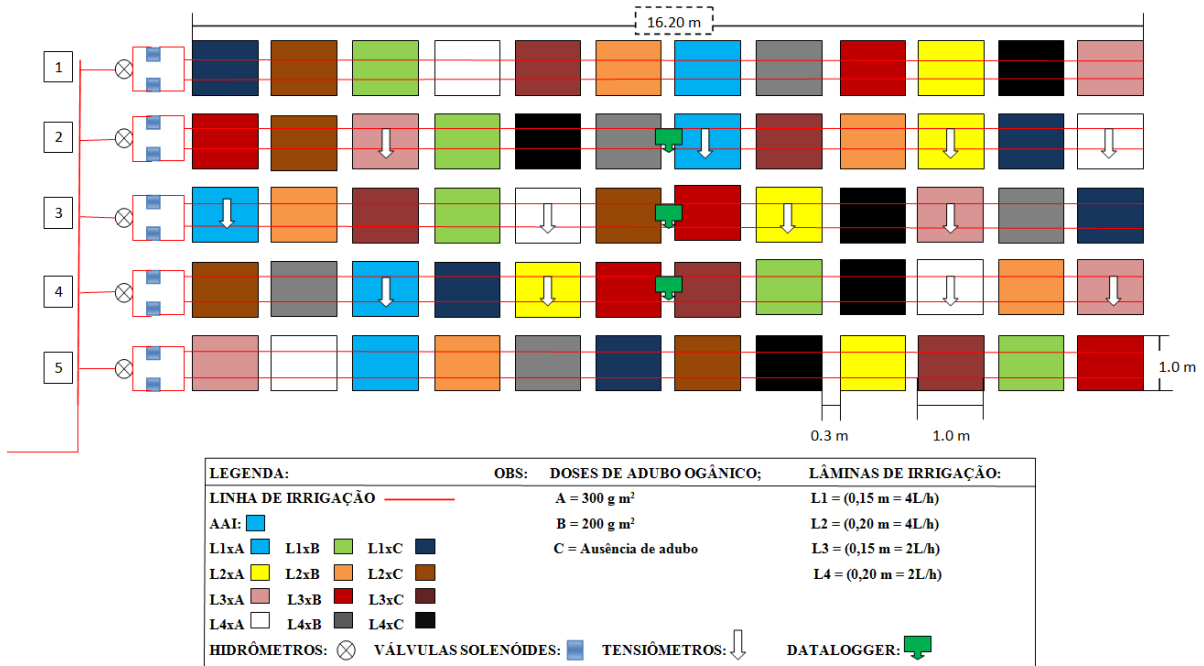 16.20 m
1
2
3
4
5
1.0 m
0.3 m
1.0 m
LEGENDA: OBS: DOSES DE ADUBO OGÂNICO; LÂMINAS DE IRRIGAÇÃO:
LINHA DE IRRIGAÇÃO A = 300 g m² L1 = (0,15 m = 4L/h)
AAI: B = 200 g m² L2 = (0,20 m = 4L/h)
L1xA L1xB L1xC C = Ausência de adubo L3 = (0,15 m = 2L/h)
L2xA L2xB L2xC L4 = (0,20 m = 2L/h)
L3xA L3xB L3xC
L4xA L4xB L4xC
HIDRÔMETROS: VÁLVULAS SOLENÓIDES: TENSIÔMETROS: DATALOGGER: